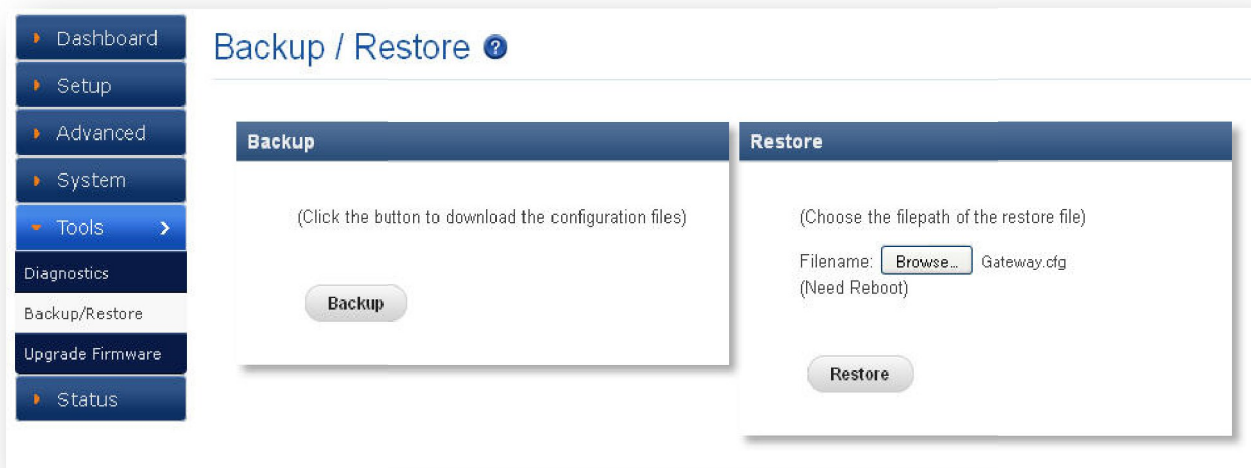 Dashboard
Setup
Advanced
System
Tools
Diagnostics
Backup/Restore
Upgrade Firmware
Status
Backup / Restore ?
Backup
(Click the button to download the configuration files)
Backup
Restore
(Choose the filepath of the restore file)
Filename: Browse... Gateway.cfg
(Need Reboot)
Restore